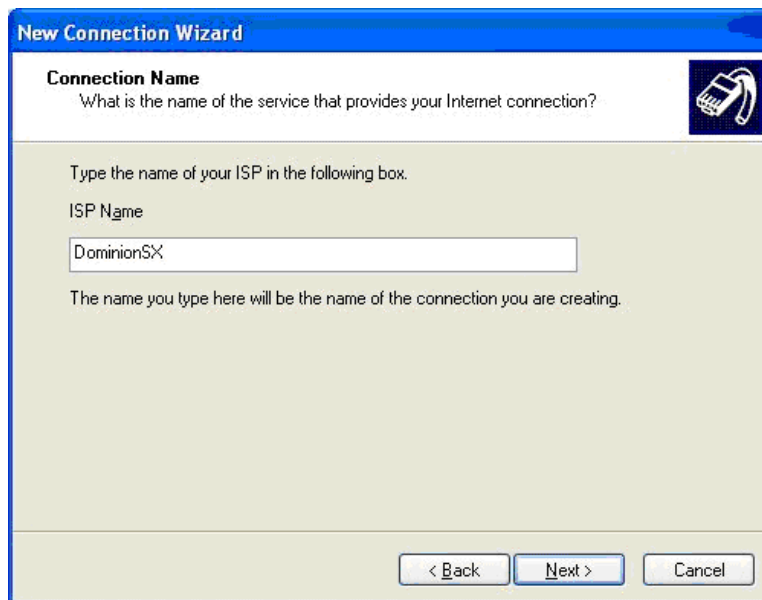 New Connection Wizard
Connection Name
What is the name of the service that provides your Internet connection?
Type the name of your ISP in the following box.
ISP Name
DominionSX
The name you type here will be the name of the connection you are creating.
< Back Next > Cancel